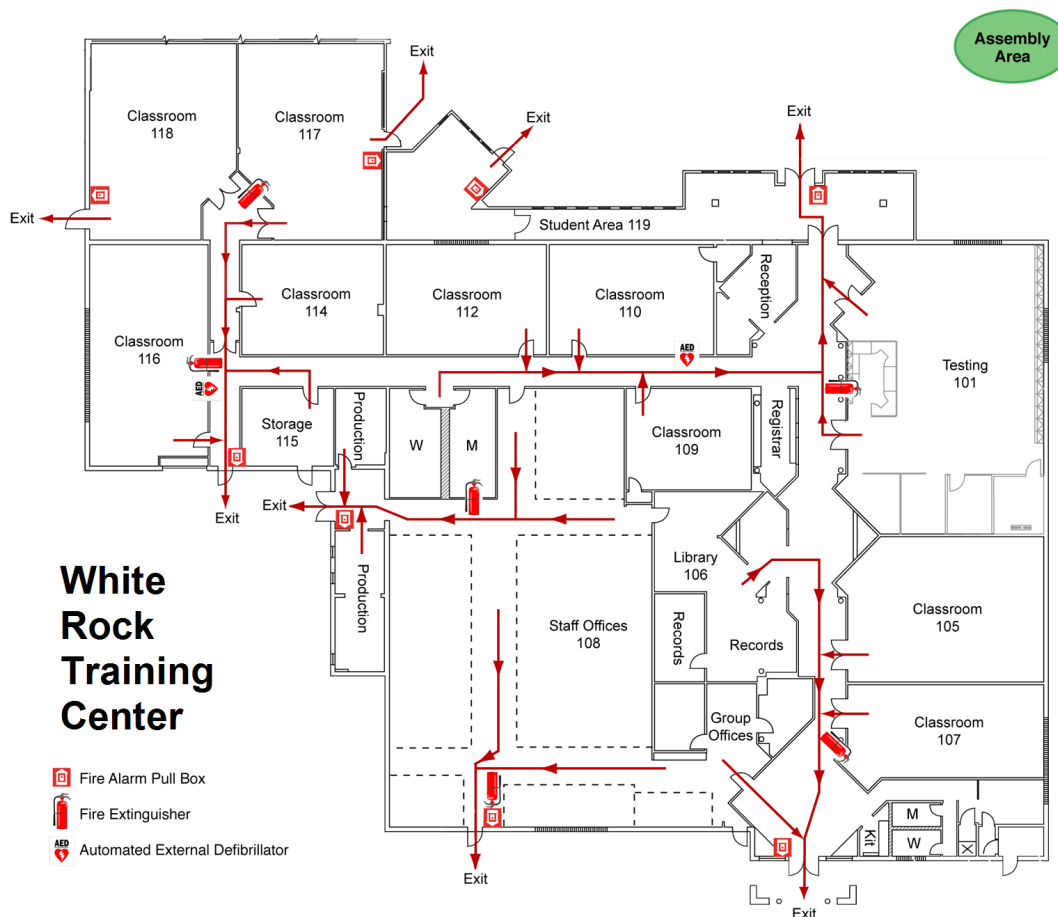 Assembly
Area
Exit
Exit
Exit
Classroom
118
Classroom
117
Exit
Student Area 119
Classroom
116
Classroom
114
Classroom
112
Classroom
110
Reception
Testing
101
AED
AED
Storage
115
Production
W
M
Classroom
109
Registrar
Exit
Exit
Library
106
Production
Staff Offices
108
Records
Records
Classroom
105
Group
Offices
Classroom
107
White
Rock
Training
Center
Fire Alarm Pull Box
Fire Extinguisher
AED
Automated External Defibrillator
Kit
M
W
X
Exit
Exit